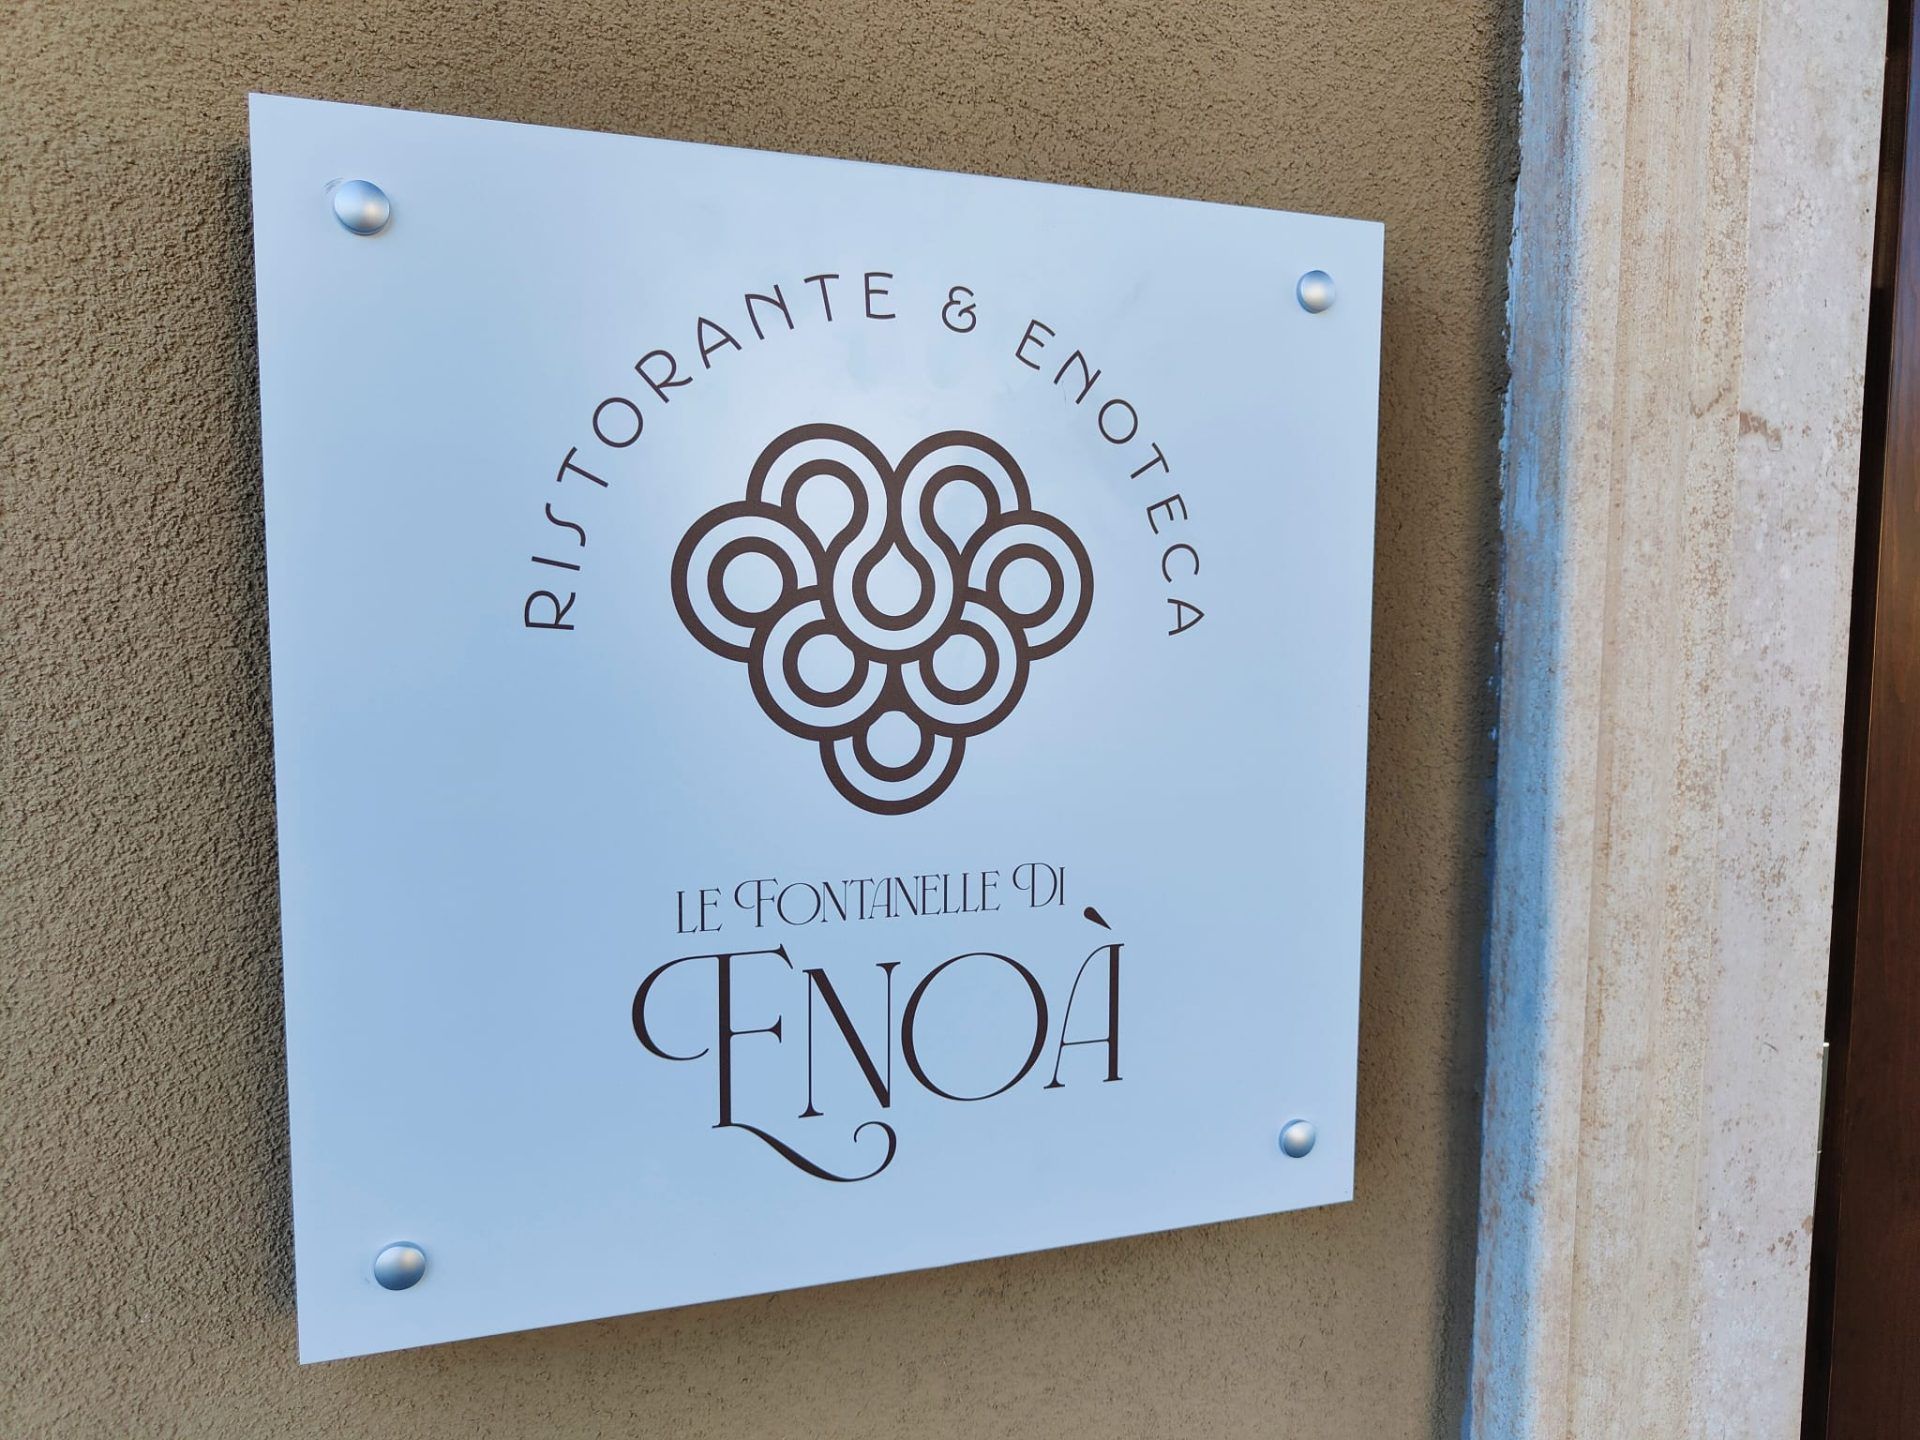 RISTORANTE & ENOTECA
LE FONTANELLE DI
ENOÀ